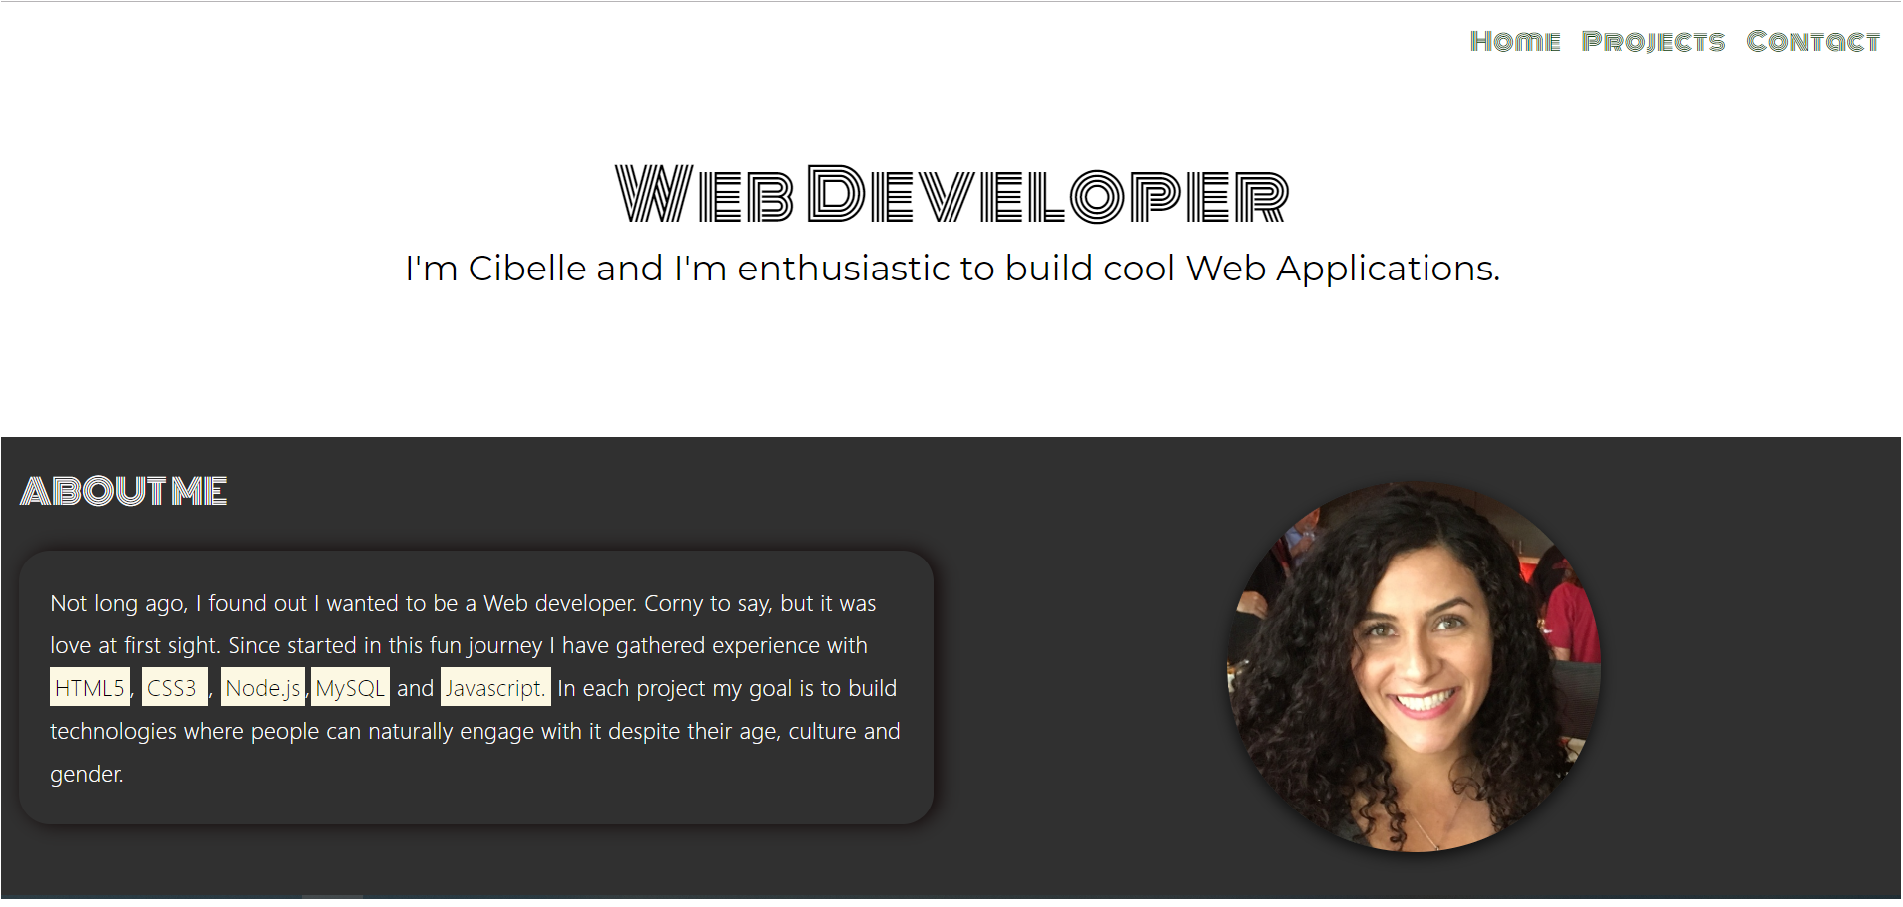 Home Projects Contact
Web Developer
I'm Cibelle and I'm enthusiastic to build cool Web Applications.
ABOUT ME
Not long ago, I found out I wanted to be a Web developer. Corny to say, but it was
love at first sight. Since started in this fun journey I have gathered experience with
HTML5, CSS3 , Node.js,MySQL and Javascript. In each project my goal is to build
technologies where people can naturally engage with it despite their age, culture and
gender.